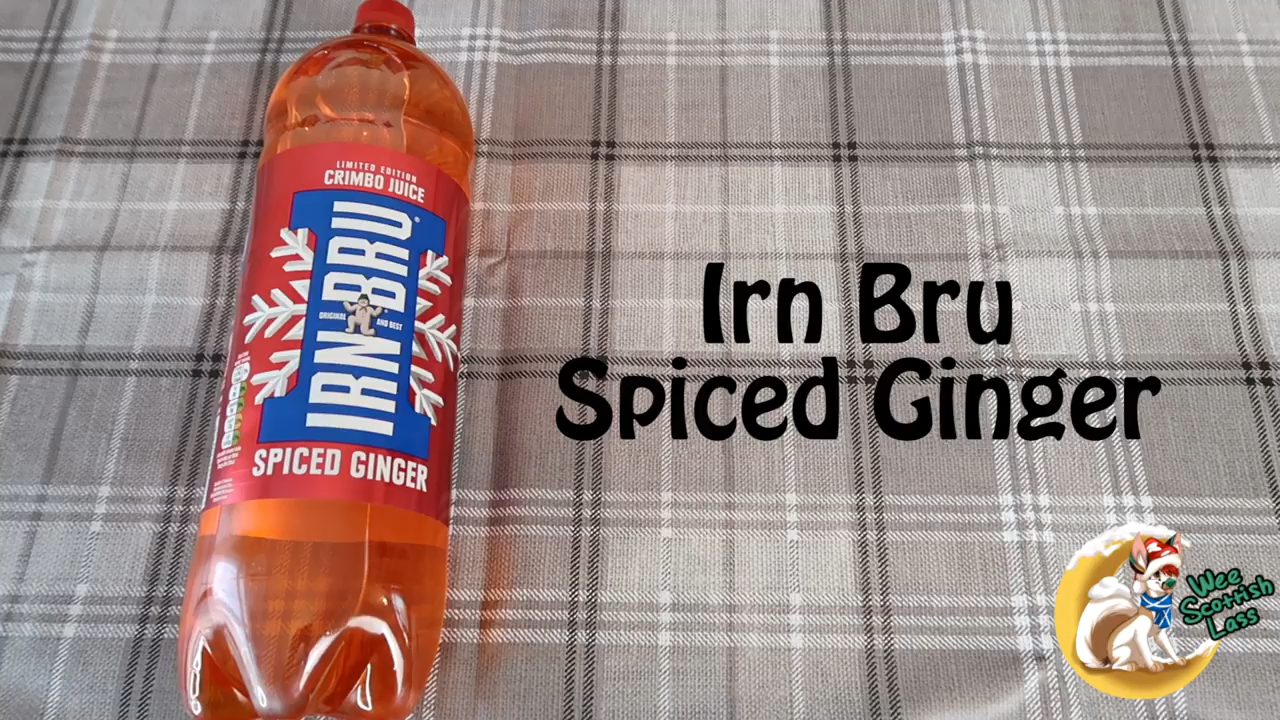 LIMITED EDITION
CRIMBO JUICE
IRN-BRU
ORIGINAL AND BEST
SPICED GINGER
Irn Bru
Spiced Ginger
Wee
Scottish
Lass